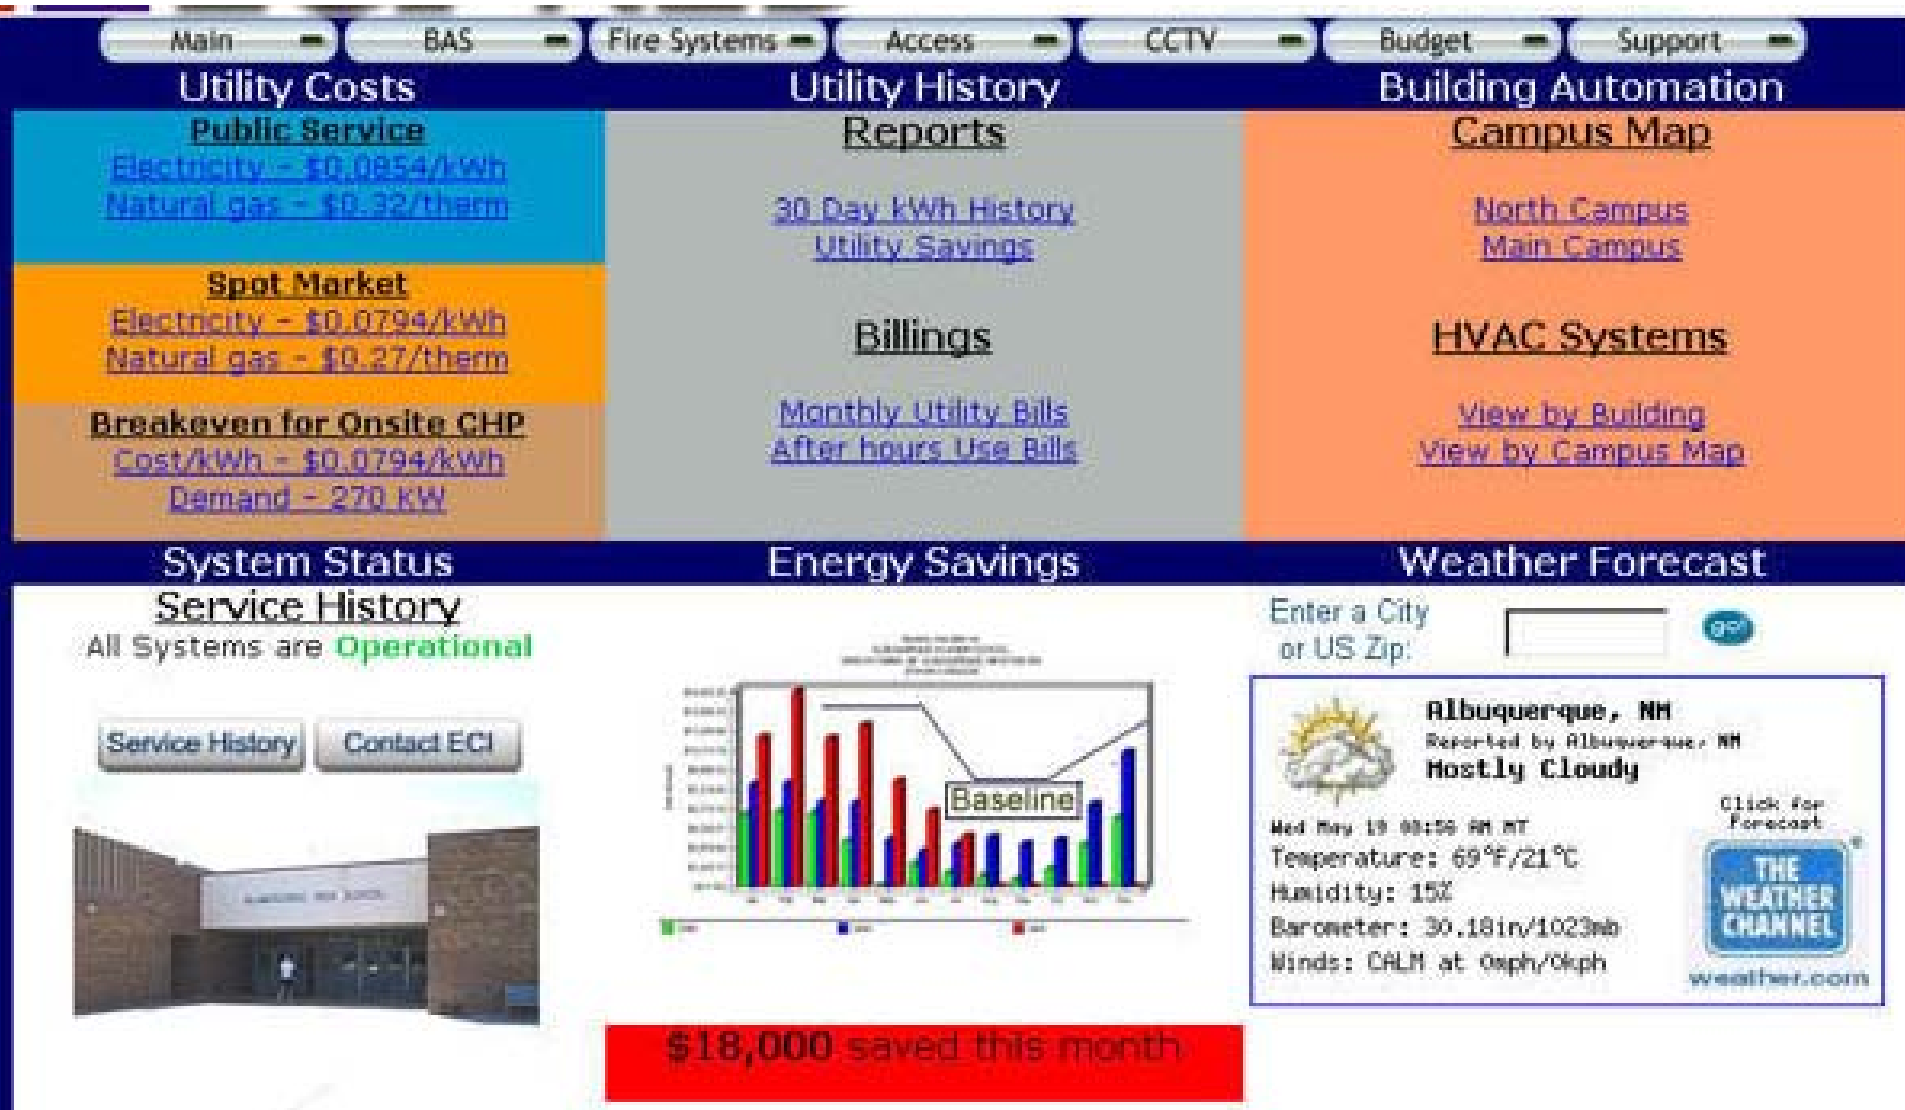 Main
BAS
Fire Systems
Access
CCTV
Budget
Support
Utility Costs
Public Service
Electricity - $0.0854/kWh
Natural gas - $0.32/therm
Spot Market
Electricity - $0.0794/kWh
Natural gas - $0.27/therm
Breakeven for Onsite CHP
Cost/kWh - $0.0794/kWh
Demand - 270 KW
Utility History
Reports
30 Day kWh History
Utility Savings
Billings
Monthly Utility Bills
After hours Use Bills
Building Automation
Campus Map
North Campus
Main Campus
HVAC Systems
View by Building
View by Campus Map
System Status
Service History
All Systems are Operational
Service History
Contact ECI
Energy Savings
Baseline
$18,000 saved this month
Weather Forecast
Enter a City
or US Zip:
go!
Albuquerque, NM
Reported by Albuquerque, NM
Mostly Cloudy
Wed May 19 AM MT
Temperature: 69°F/21°C
Humidity: 15%
Barometer: 30.18in/1023mb
Winds: CALM at 0mph/0kph
Click for
Forecast
THE
WEATHER
CHANNEL
weather.com